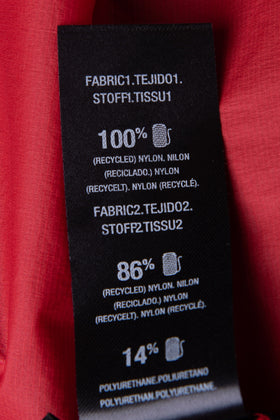 FABRIC1.TEJIDO1.
STOFF1.TISSU1
100%
(RECYCLED) NYLON. NILON
(RECICLADO.) NYLON
(RECYCELT). NYLON (RECYCLÉ).
FABRIC2.TEJIDO2.
STOFF2.TISSU2
86%
(RECYCLED) NYLON. NILON
(RECICLADO.) NYLON
(RECYCELT). NYLON (RECYCLÉ).
14%
POLYURETHANE.POLIURETANO
POLYURETHAN.POLYURETHANE.